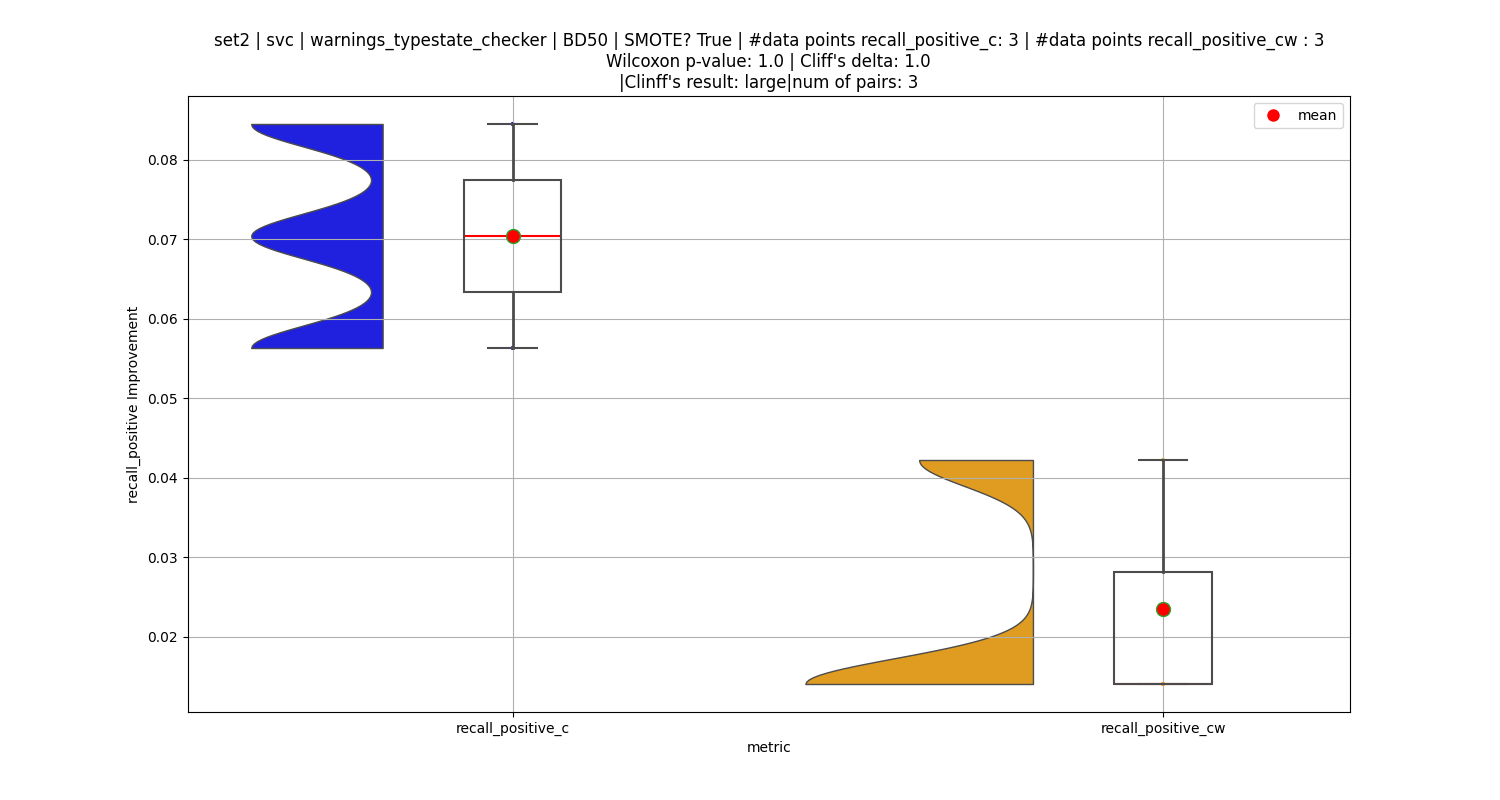 set2 | svc | warnings_typestate_checker | BD50 | SMOTE? True | #data points recall_positive_c: 3 | #data points recall_positive_cw : 3
Wilcoxon p-value: 1.0 | Cliff's delta: 1.0
|Clinff's result: large|num of pairs: 3
mean
0.08
0.07
0.06
0.05
0.04
0.03
0.02
recall_positive Improvement
recall_positive_c
recall_positive_cw
metric